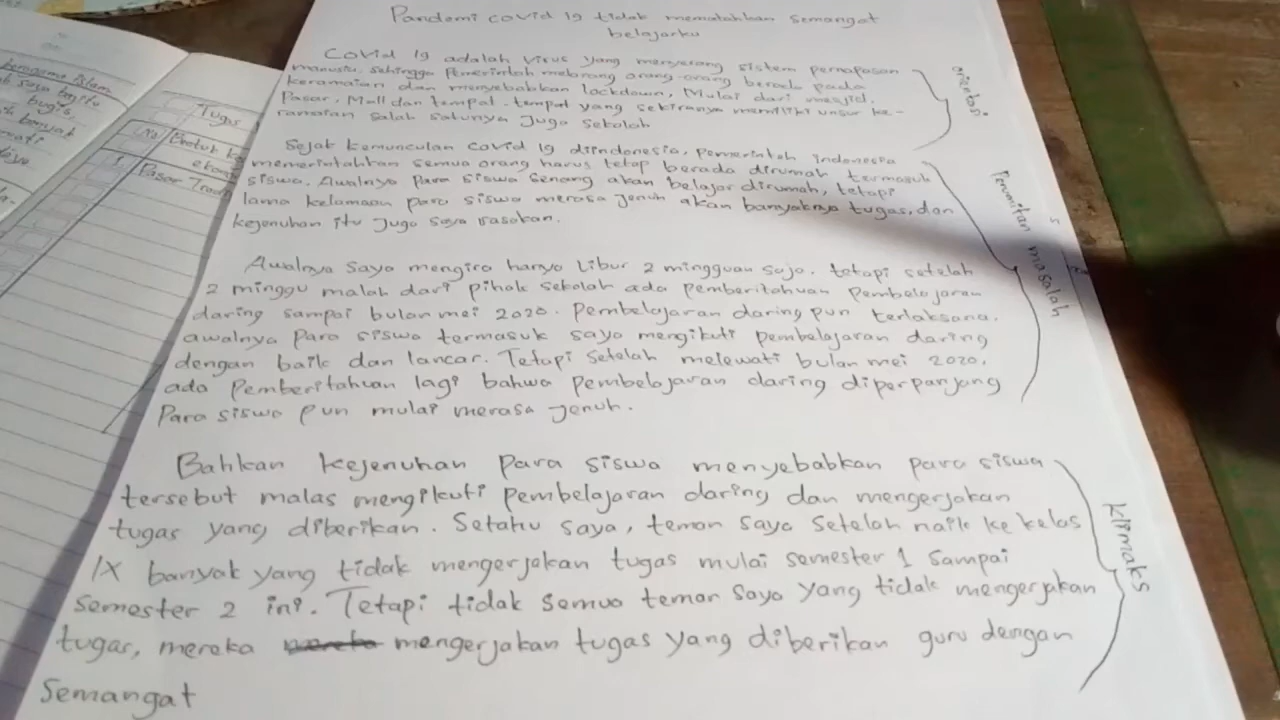 Pandemi covid 19 tidak mematahkan semangat
belajarku
Covid 19 adalah virus yang menyerang sistem pernapasan
manusia. Sehingga Pemerintah melarang orang-orang berada pada
keramaian dan menyebabkan lockdown, Mulai dari mesjid,
Pasar, Mall dan tempat-tempat yang sekiranya memiliki unsur ke-
ramaian salah satunya Juga Sekolah
Sejak kemunculan covid 19 diindonesia, Pemerintah indonesia
memerintahkan semua orang harus tetap berada dirumah termasuk
siswa. Awalnya Para siswa senang akan belajar dirumah, tetapi
lama kelamaan para siswa merasa jenuh akan banyaknya tugas, dan
kejenuhan itu Juga saya rasakan.
Awalnya saya mengira hanya Libur 2 mingguan saja. tetapi setelah
2 minggu malah dari pihak sekolah ada pemberitahuan Pembelajaran
daring sampai bulan mei 2020. Pembelajaran daring pun terlaksana.
awalnya Para siswa termasuk saya mengikuti pembelajaran daring
dengan baik dan lancar. Tetapi setelah melewati bulan mei 2020.
ada Pemberitahuan lagi bahwa pembelajaran daring diperpanjang
Para siswa pun mulai merasa Jenuh.
Bahkan kejenuhan Para siswa menyebabkan para siswa
tersebut malas mengikuti pembelajaran daring dan mengerjakan
tugas yang diberikan. Setahu saya, teman saya setelah naik ke kelas
IX banyak yang tidak mengerjakan tugas mulai semester 1 sampai
semester 2 ini. Tetapi tidak semua teman saya yang tidak mengerjakan
tugas, mereka mengerjakan tugas yang diberikan guru dengan
semangat
orientasi
Perumitan masalah
Klimaks
beragama islam
saya begitu
bugis,
banyak
Tugas
No
Bentuk
Pasar Trad